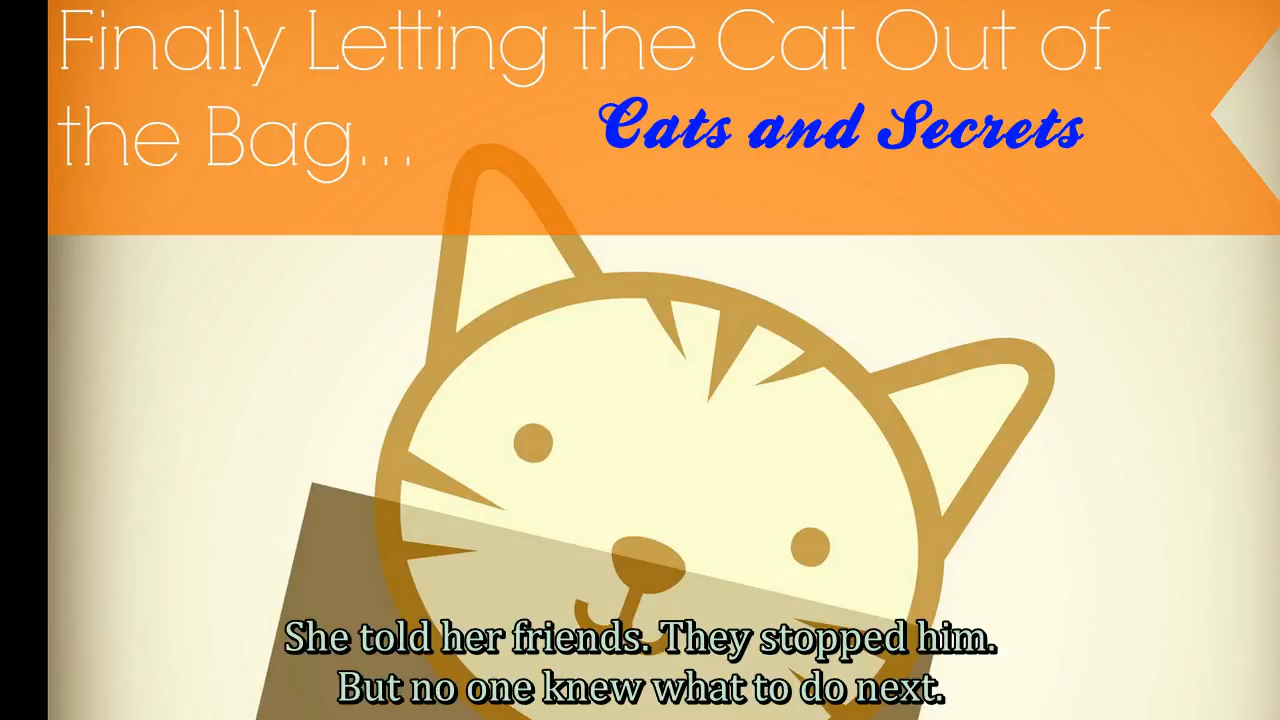 Finally Letting the Cat Out of
the Bag...
Cats and Secrets
She told her friends. They stopped him.
But no one knew what to do next.